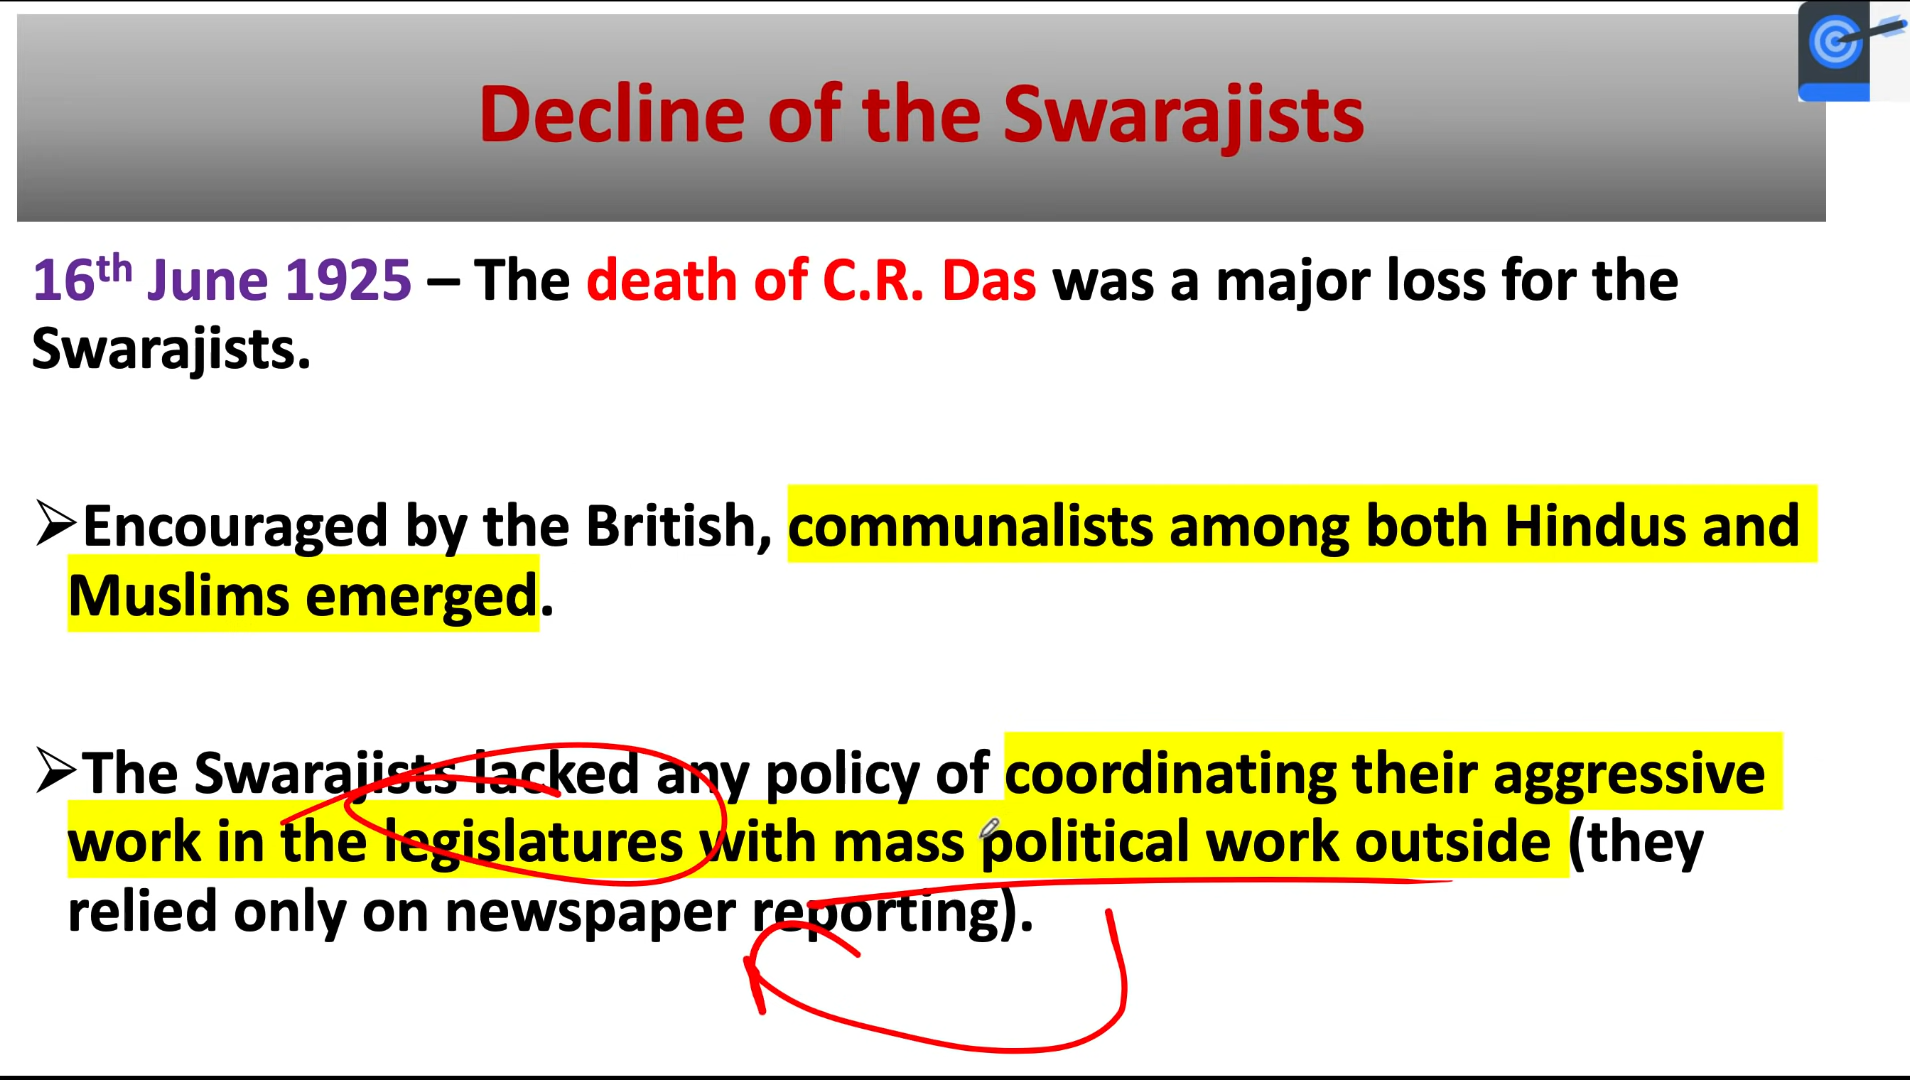 Decline of the Swarajists
16th June 1925 – The death of C.R. Das was a major loss for the
Swarajists.
➢Encouraged by the British, communalists among both Hindus and
Muslims emerged.
➢The Swarajists lacked any policy of coordinating their aggressive
work in the legislatures with mass political work outside (they
relied only on newspaper reporting).